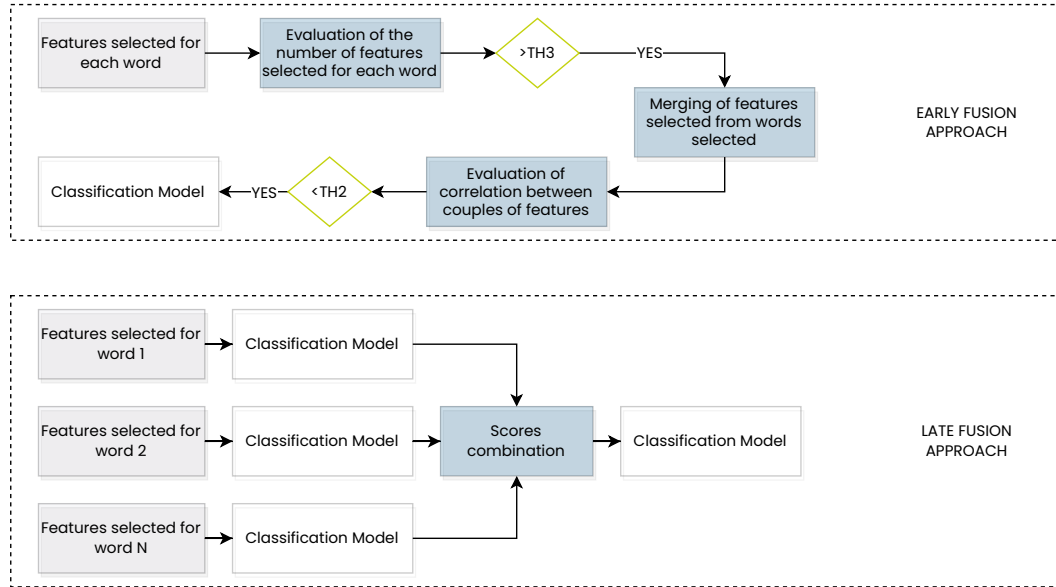 Features selected for
each word
Evaluation of the
number of features
selected for each word
>TH3
YES
Merging of features
selected from words
selected
EARLY FUSION
APPROACH
Classification Model
YES
<TH2
Evaluation of
correlation between
couples of features
Features selected for
word 1
Classification Model
Features selected for
word 2
Classification Model
Scores
combination
Classification Model
LATE FUSION
APPROACH
Features selected for
word N
Classification Model